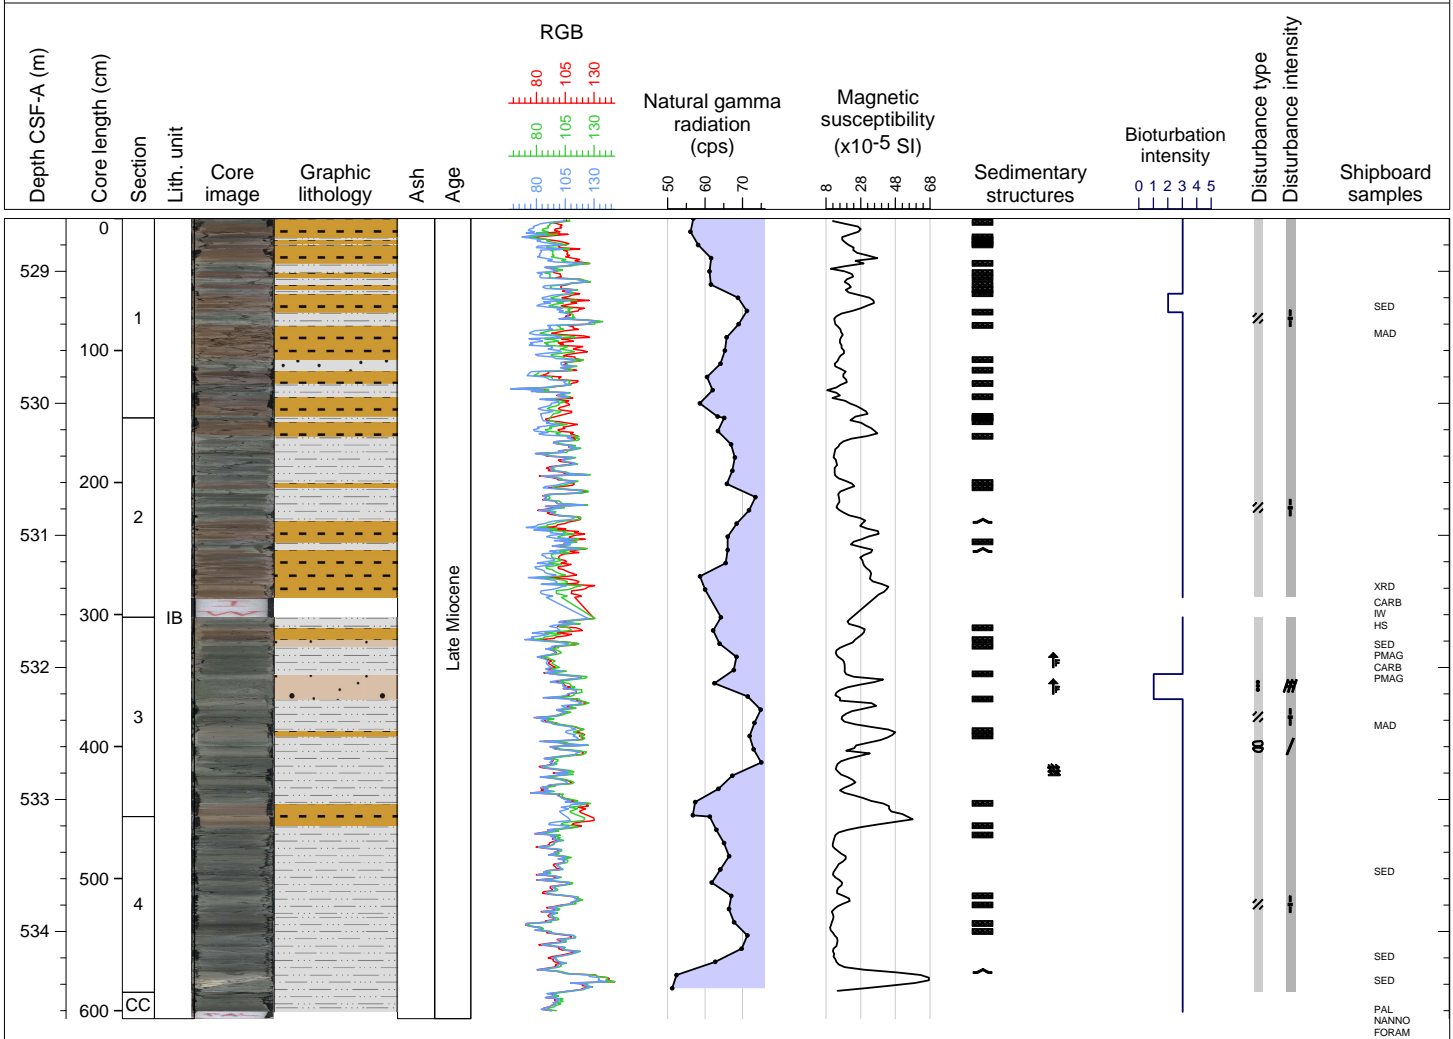 Depth CSF-A (m)
Core length (cm)
Section
Lith. unit
Core
image
Graphic
lithology
Ash
Age
RGB
80 105 130
80 105 130
80 105 130
Natural gamma
radiation
(cps)
50 60 70
Magnetic
susceptibility
(x10-5 SI)
8 28 48 68
Sedimentary
structures
Bioturbation
intensity
0 1 2 3 4 5
Disturbance type
Disturbance intensity
Shipboard
samples
0
529
SED
1
MAD
100
530
200
2
531
XRD
CARB
300
IB
IW
HS
Late Miocene
SED
PMAG
532
CARB
PMAG
3
MAD
400
533
SED
500
4
534
SED
SED
CC
600
PAL
NANNO
FORAM